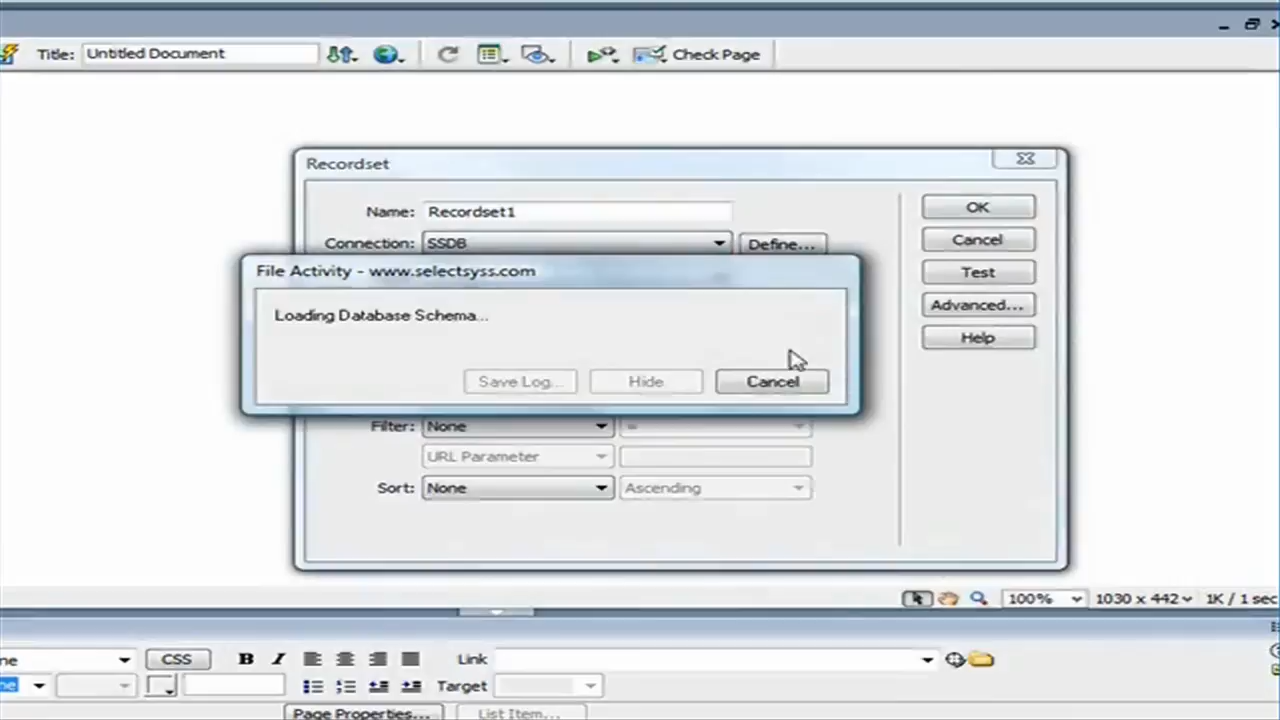 Title: Untitled Document Check Page
Recordset
Name: Recordset1 OK
Connection: SSDB Define... Cancel
File Activity - www.selectsyss.com Test
Loading Database Schema... Advanced...
Help
Save Log... Hide Cancel
Filter: None =
URL Parameter
Sort: None Ascending
100% 1030 x 442 1K / 1 sec
CSS B I Link
Target
Page Properties... List Item...